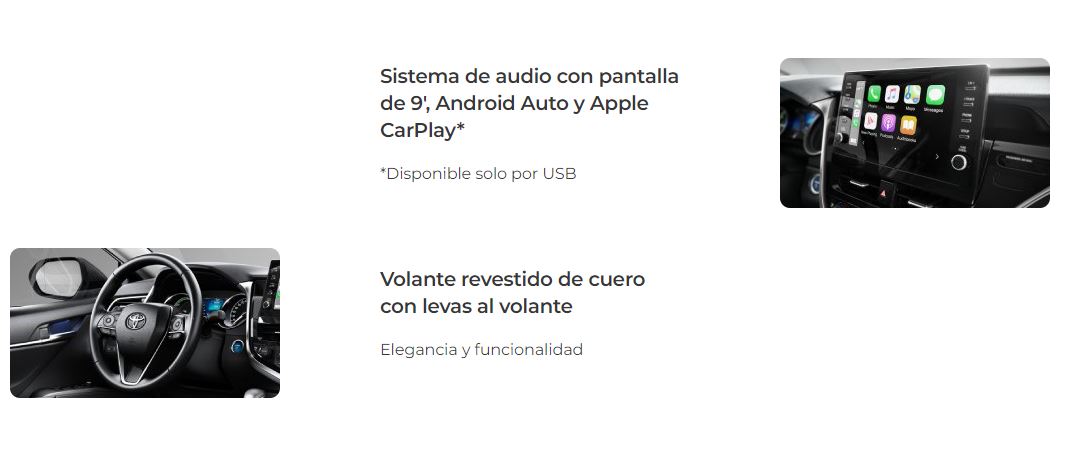 Sistema de audio con pantalla
de 9', Android Auto y Apple
CarPlay*
*Disponible solo por USB
Phone
Music
Maps
Messages
Now Playing
Podcasts
Audiobooks
Volante revestido de cuero
con levas al volante
Elegancia y funcionalidad